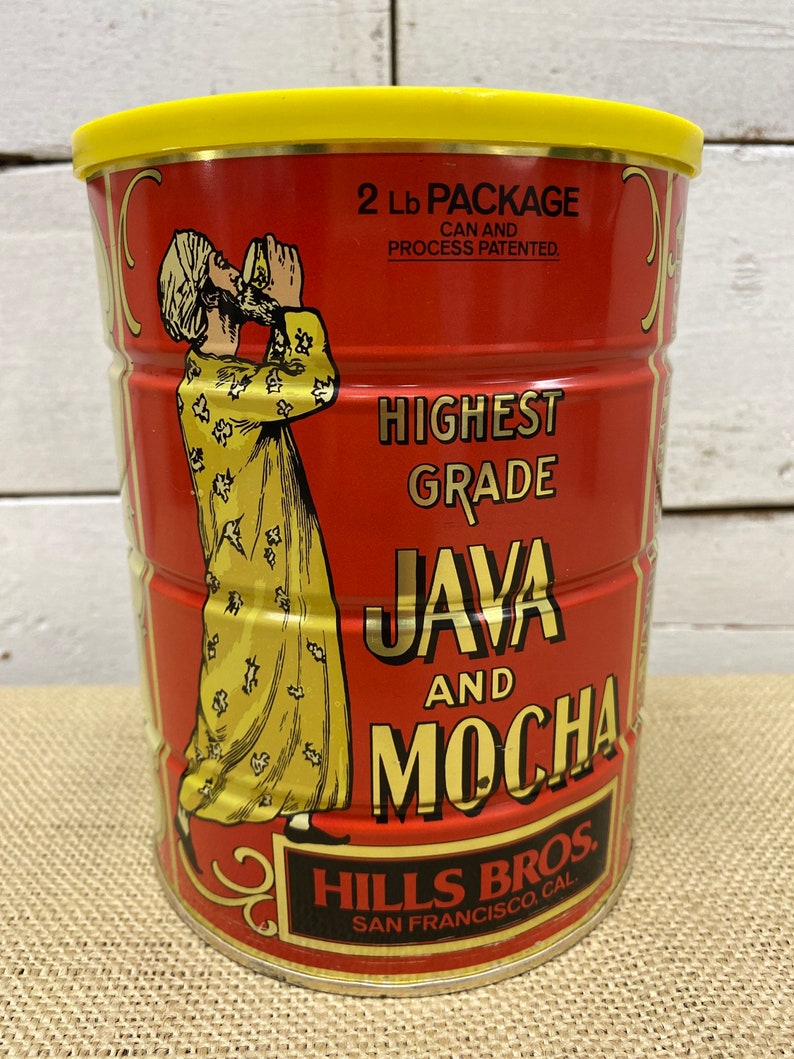 2 Lb PACKAGE
CAN AND
PROCESS PATENTED.
HIGHEST
GRADE
JAVA
AND
MOCHA
HILLS BROS.
SAN FRANCISCO, CAL.